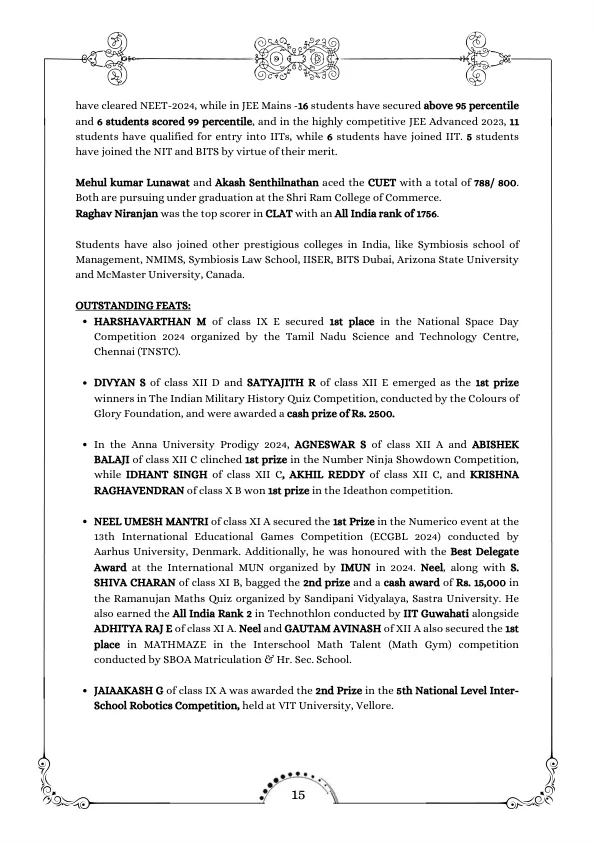 have cleared NEET-2024, while in JEE Mains -16 students have secured above 95 percentile
and 6 students scored 99 percentile, and in the highly competitive JEE Advanced 2023, 11
students have qualified for entry into IITs, while 6 students have joined IIT. 5 students
have joined the NIT and BITS by virtue of their merit.
Mehul kumar Lunawat and Akash Senthilnathan aced the CUET with a total of 788/ 800.
Both are pursuing under graduation at the Shri Ram College of Commerce.
Raghav Niranjan was the top scorer in CLAT with an All India rank of 1756.
Students have also joined other prestigious colleges in India, like Symbiosis school of
Management, NMIMS, Symbiosis Law School, IISER, BITS Dubai, Arizona State University
and McMaster University, Canada.
OUTSTANDING FEATS:
• HARSHAVARTHAN M of class IX E secured 1st place in the National Space Day
Competition 2024 organized by the Tamil Nadu Science and Technology Centre,
Chennai (TNSTC).
• DIVYAN S of class XII D and SATYAJITH R of class XII E emerged as the 1st prize
winners in The Indian Military History Quiz Competition, conducted by the Colours of
Glory Foundation, and were awarded a cash prize of Rs. 2500.
• In the Anna University Prodigy 2024, AGNESWAR S of class XII A and ABISHEK
BALAJI of class XII C clinched 1st prize in the Number Ninja Showdown Competition,
while IDHANT SINGH of class XII C, AKHIL REDDY of class XII C, and KRISHNA
RAGHAVENDRAN of class X B won 1st prize in the Ideathon competition.
• NEEL UMESH MANTRI of class XI A secured the 1st Prize in the Numerico event at the
13th International Educational Games Competition (ECGBL 2024) conducted by
Aarhus University, Denmark. Additionally, he was honoured with the Best Delegate
Award at the International MUN organized by IMUN in 2024. Neel, along with S.
SHIVA CHARAN of class XI B, bagged the 2nd prize and a cash award of Rs. 15,000 in
the Ramanujan Maths Quiz organized by Sandipani Vidyalaya, Sastra University. He
also earned the All India Rank 2 in Technothlon conducted by IIT Guwahati alongside
ADHITYA RAJ E of class XI A. Neel and GAUTAM AVINASH of XII A also secured the 1st
place in MATHMAZE in the Interschool Math Talent (Math Gym) competition
conducted by SBOA Matriculation & Hr. Sec. School.
• JAIAAKASH G of class IX A was awarded the 2nd Prize in the 5th National Level Inter-
School Robotics Competition, held at VIT University, Vellore.
15